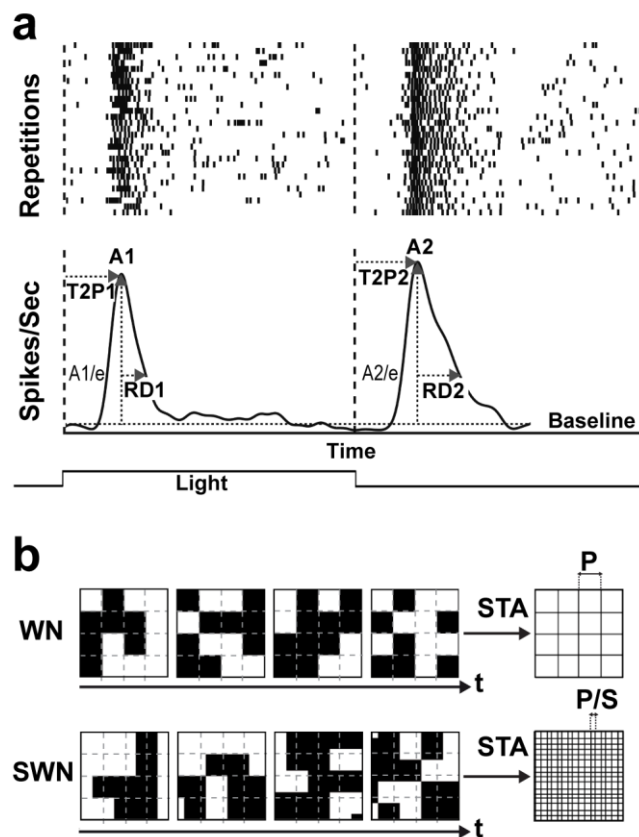 a
Repetitions
Spikes/Sec
A1
A2
T2P1
T2P2
A1/e
A2/e
RD1
RD2
Baseline
Time
Light
b
P
WN
STA
t
P/S
SWN
STA
t